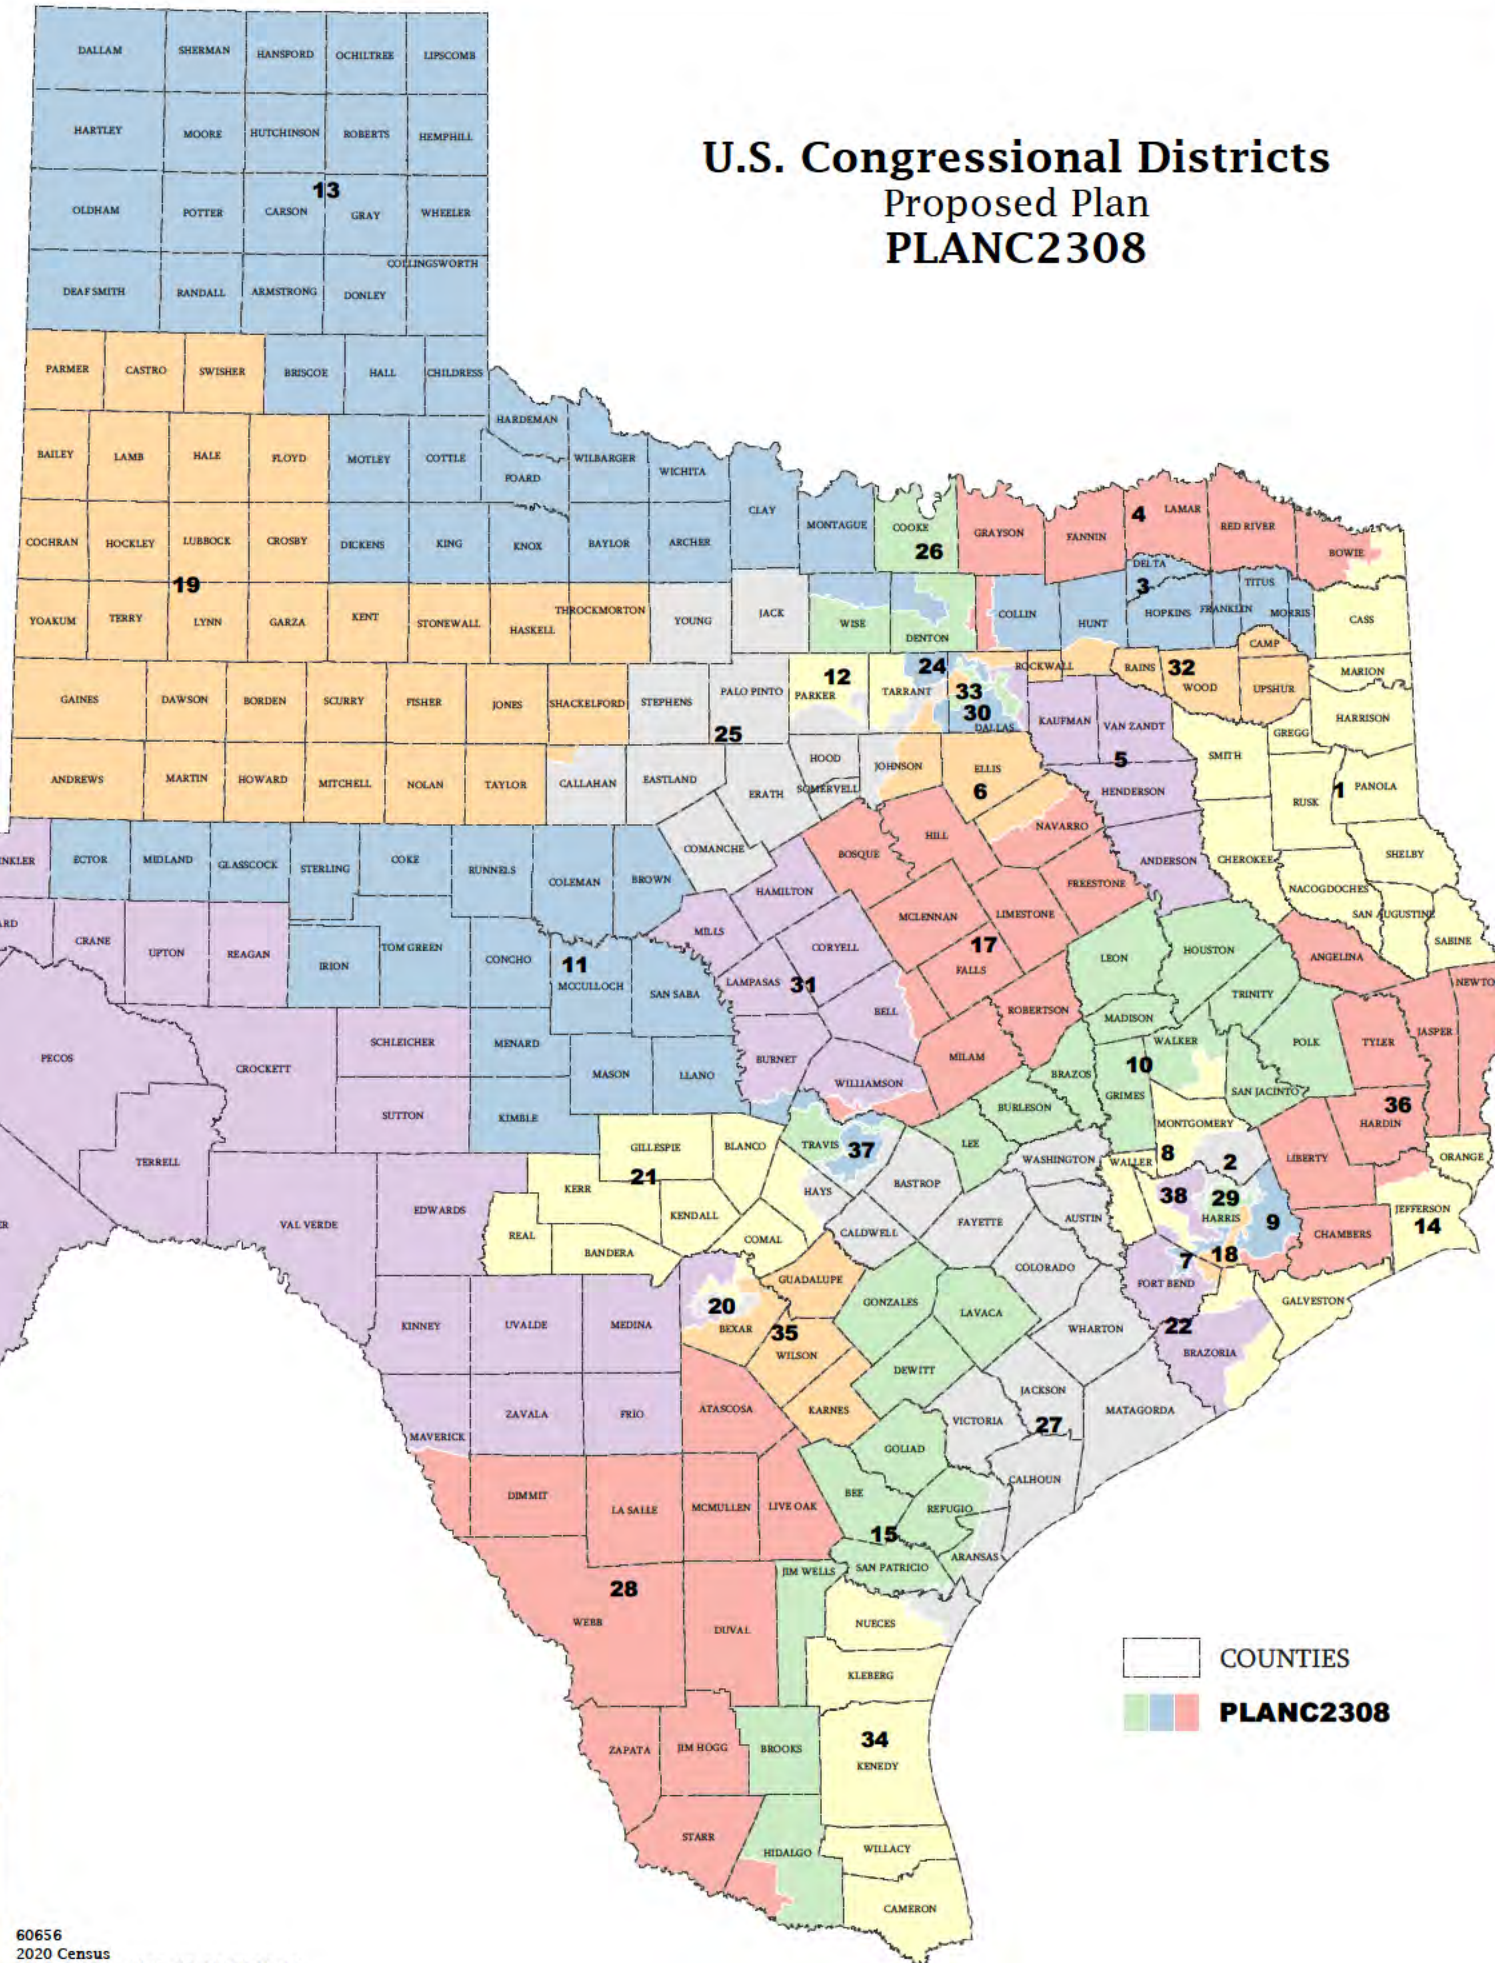 U.S. Congressional Districts
Proposed Plan
PLANC2308
DALLAM SHERMAN HANSFORD OCHILTREE LIPSCOMB
HARTLEY MOORE HUTCHINSON ROBERTS HEMPHILL
13
OLDHAM POTTER CARSON GRAY WHEELER
COLLINGSWORTH
DEAF SMITH RANDALL ARMSTRONG DONLEY
PARMER CASTRO SWISHER BRISCOE HALL CHILDRESS
HARDEMAN
BAILEY LAMB HALE FLOYD MOTLEY COTTLE FOARD WILBARGER WICHITA
CLAY MONTAGUE COOKE GRAYSON FANNIN 4 LAMAR RED RIVER BOWIE
26
COCHRAN HOCKLEY LUBBOCK CROSBY DICKENS KING KNOX BAYLOR ARCHER
19
DELTA
3 TITUS
YOAKUM TERRY LYNN GARZA KENT STONEWALL HASKELL THROCKMORTON YOUNG JACK WISE DENTON COLLIN HUNT HOPKINS FRANKLIN MORRIS CASS
CAMP
GAINES DAWSON BORDEN SCURRY FISHER JONES SHACKELFORD STEPHENS PALO PINTO PARKER 12 TARRANT 24 33 30 DALLAS ROCKWALL RAINS 32 WOOD UPSHUR MARION
25
KAUFMAN VAN ZANDT GREGG HARRISON
ANDREWS MARTIN HOWARD MITCHELL NOLAN TAYLOR CALLAHAN EASTLAND ERATH HOOD SOMERVELL JOHNSON ELLIS 6 5 HENDERSON SMITH RUSK 1 PANOLA
NKLER ECTOR MIDLAND GLASSCOCK STERLING COKE RUNNELS COLEMAN BROWN COMANCHE BOSQUE HILL NAVARRO ANDERSON CHEROKEE SHELBY
HAMILTON FREESTONE NACOGDOCHES
ARD CRANE UPTON REAGAN IRION TOM GREEN CONCHO 11 MCCULLOCH SAN SABA MILLS CORYELL MCLENNAN LIMESTONE 17 FALLS LEON HOUSTON ANGELINA SAN AUGUSTINE SABINE
LAMPASAS 31 BELL ROBERTSON MADISON TRINITY NEWTO
PECOS CROCKETT SCHLEICHER MENARD MASON LLANO BURNET WILLIAMSON MILAM BRAZOS 10 WALKER POLK TYLER JASPER
SUTTON KIMBLE BURLESON GRIMES SAN JACINTO 36 HARDIN
TERRELL GILLESPIE BLANCO TRAVIS 37 LEE WASHINGTON WALLER MONTGOMERY 8 2 LIBERTY ORANGE
21
VAL VERDE EDWARDS KERR REAL KENDALL BANDERA COMAL HAYS BASTROP CALDWELL FAYETTE AUSTIN 38 29 HARRIS 9 CHAMBERS JEFFERSON 14
ER COLORADO 7 18 FORT BEND GALVESTON
KINNEY UVALDE MEDINA 20 BEXAR GUADALUPE 35 WILSON GONZALES LAVACA WHARTON 22 BRAZORIA
MAVERICK ZAVALA FRIO ATASCOSA KARNES DEWITT VICTORIA JACKSON 27 MATAGORDA
GOLIAD CALHOUN
DIMMIT LA SALLE MCMULLEN LIVE OAK BEE REFUGIO
15
28 JIM WELLS SAN PATRICIO ARANSAS
WEBB DUVAL NUECES
KLEBERG
ZAPATA JIM HOGG BROOKS 34
KENEDY
STARR HIDALGO WILLACY
CAMERON
COUNTIES
PLANC2308
60656
2020 Census